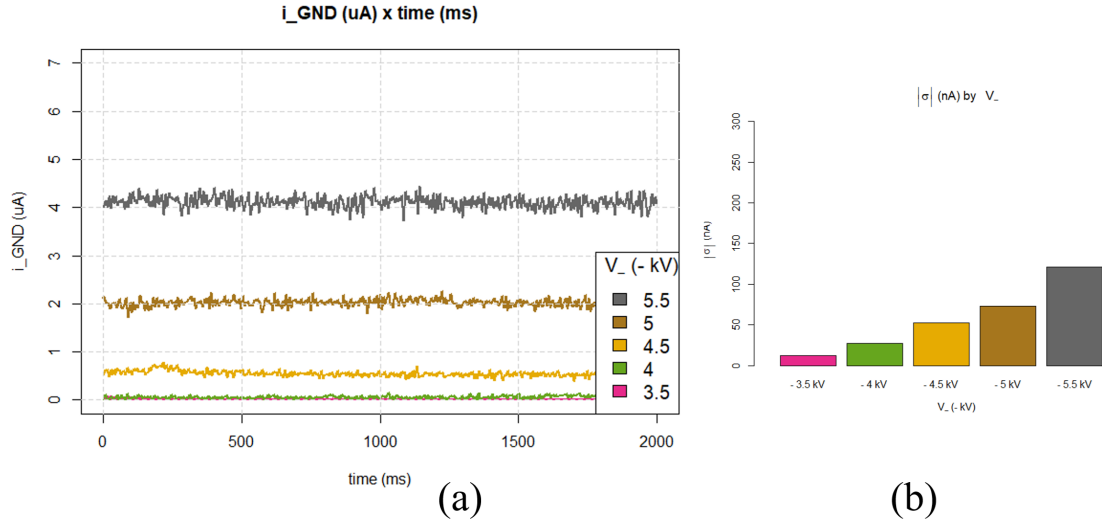 i_GND (uA) x time (ms)
7
6
5
4
3
2
1
0
i_GND (uA)
0 500 1000 1500 2000
time (ms)
V_ (- kV)
5.5
5
4.5
4
3.5
(a)
|σ| (nA) by V_
300
250
200
150
100
50
0
|σ| (nA)
- 3.5 kV - 4 kV - 4.5 kV - 5 kV - 5.5 kV
V_ (- kV)
(b)